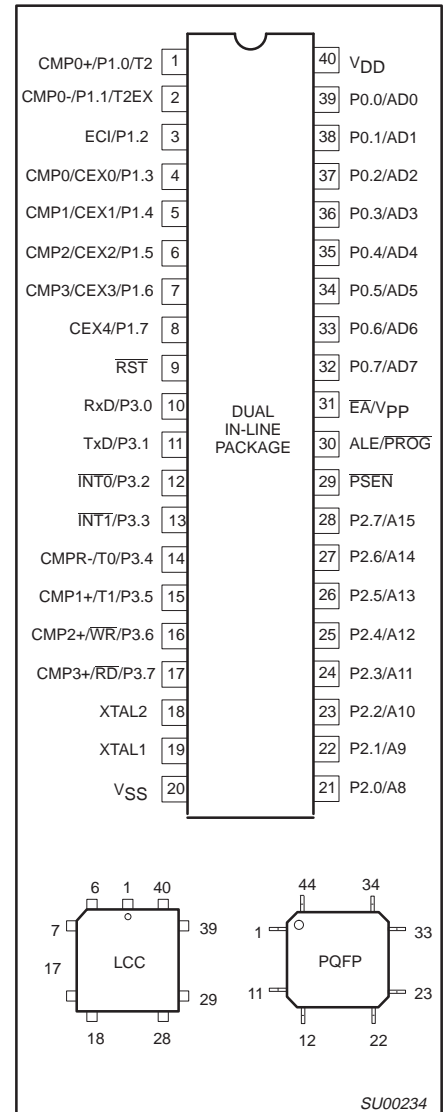 CMP0+/P1.0/T2 1
CMP0-/P1.1/T2EX 2
ECI/P1.2 3
CMP0/CEX0/P1.3 4
CMP1/CEX1/P1.4 5
CMP2/CEX2/P1.5 6
CMP3/CEX3/P1.6 7
CEX4/P1.7 8
R̅S̅T̅ 9
RxD/P3.0 10
TxD/P3.1 11
I̅N̅T̅0̅/P3.2 12
I̅N̅T̅1̅/P3.3 13
CMPR-/T0/P3.4 14
CMP1+/T1/P3.5 15
CMP2+/W̅R̅/P3.6 16
CMP3+/R̅D̅/P3.7 17
XTAL2 18
XTAL1 19
VSS 20
DUAL
IN-LINE
PACKAGE
40 VDD
39 P0.0/AD0
38 P0.1/AD1
37 P0.2/AD2
36 P0.3/AD3
35 P0.4/AD4
34 P0.5/AD5
33 P0.6/AD6
32 P0.7/AD7
31 E̅A̅/VPP
30 ALE/P̅R̅O̅G̅
29 P̅S̅E̅N̅
28 P2.7/A15
27 P2.6/A14
26 P2.5/A13
25 P2.4/A12
24 P2.3/A11
23 P2.2/A10
22 P2.1/A9
21 P2.0/A8
6 1 40
7 39
LCC
17 29
18 28
44 34
1 33
PQFP
11 23
12 22
SU00234